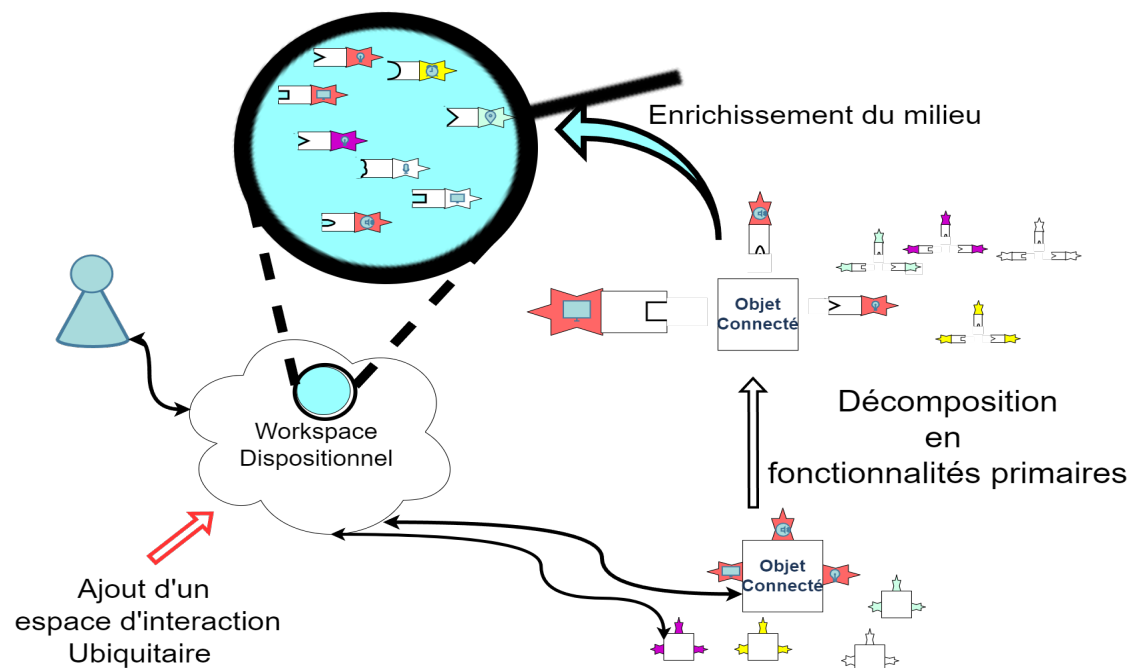 Enrichissement du milieu
Objet
Connecté
Workspace
Dispositionnel
Décomposition
en
fonctionnalités primaires
Ajout d'un
espace d'interaction
Ubiquitaire
Objet
Connecté